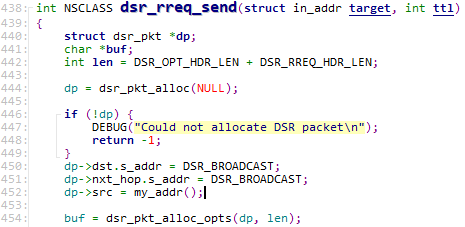 438: int NSCLASS dsr_rreq_send(struct in_addr target, int ttl)
439: {
440: struct dsr_pkt *dp;
441: char *buf;
442: int len = DSR_OPT_HDR_LEN + DSR_RREQ_HDR_LEN;
443:
444: dp = dsr_pkt_alloc(NULL);
445:
446: if (!dp) {
447: DEBUG("Could not allocate DSR packet\n");
448: return -1;
449: }
450: dp->dst.s_addr = DSR_BROADCAST;
451: dp->nxt_hop.s_addr = DSR_BROADCAST;
452: dp->src = my_addr();
453:
454: buf = dsr_pkt_alloc_opts(dp, len);